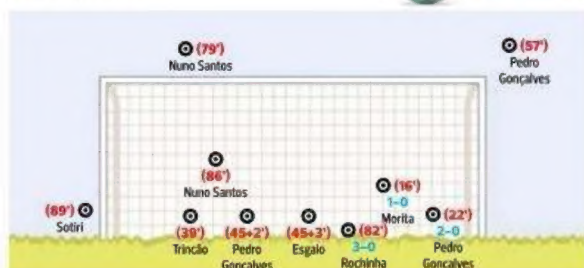 (79')
Nuno Santos
(57')
Pedro
Gonçalves
(86')
Nuno Santos
(16')
1-0
Morita
(89')
Sotiri
(39')
Trincão
(45+2')
Pedro
Gonçalves
(45+3')
Esgaio
(82')
3-0
Rochinha
(22')
2-0
Pedro
Gonçalves